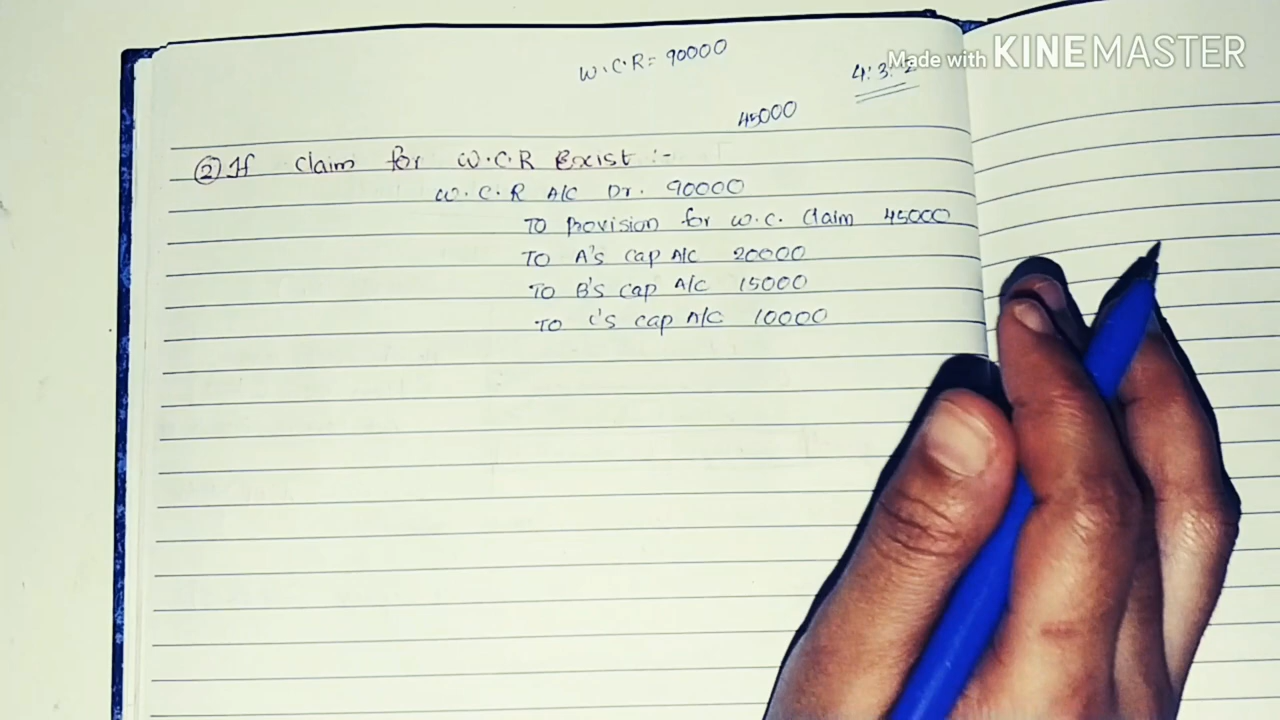 W.C.R = 90000
Made with KINEMASTER
4:3:2
45000
② If claim for W.C.R Exist :-
W.C.R A/C Dr. 90000
To Provision for W.C. Claim 45000
To A's Cap A/C 20000
To B's Cap A/C 15000
To C's Cap A/C 10000